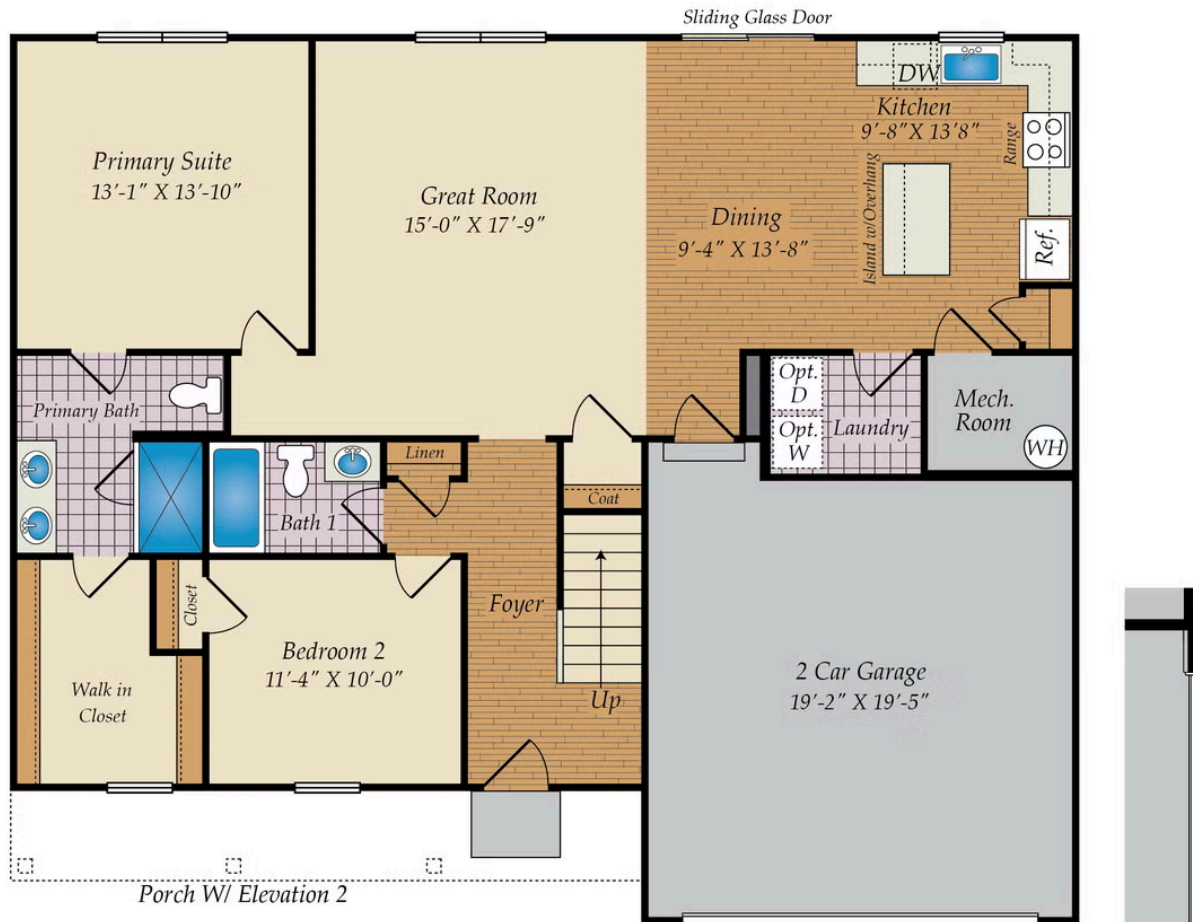 Sliding Glass Door
DW
Kitchen
9'-8" X 13'8"
Range
Primary Suite
13'-1" X 13'-10"
Great Room
15'-0" X 17'-9"
Dining
9'-4" X 13'-8"
Island w/Overhang
Ref.
Primary Bath
Opt.
D
Opt.
W
Laundry
Mech.
Room
WH
Linen
Bath 1
Coat
Closet
Foyer
Bedroom 2
11'-4" X 10'-0"
Walk in
Closet
Up
2 Car Garage
19'-2" X 19'-5"
Porch W/ Elevation 2